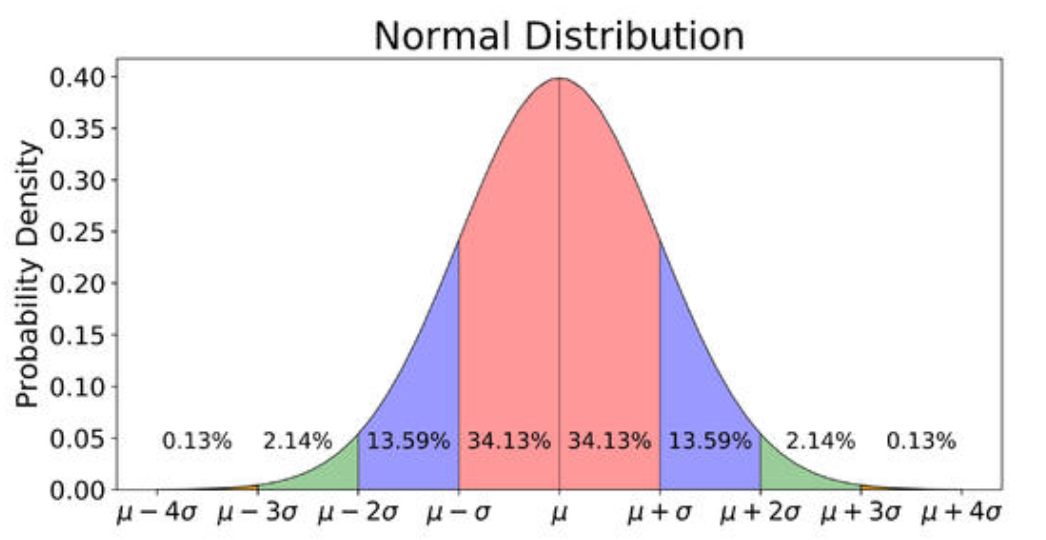 Normal Distribution
Probability Density
0.40
0.35
0.30
0.25
0.20
0.15
0.10
0.05
0.00
0.13% 2.14% 13.59% 34.13% 34.13% 13.59% 2.14% 0.13%
μ − 4σ μ − 3σ μ − 2σ μ − σ μ μ + σ μ + 2σ μ + 3σ μ + 4σ